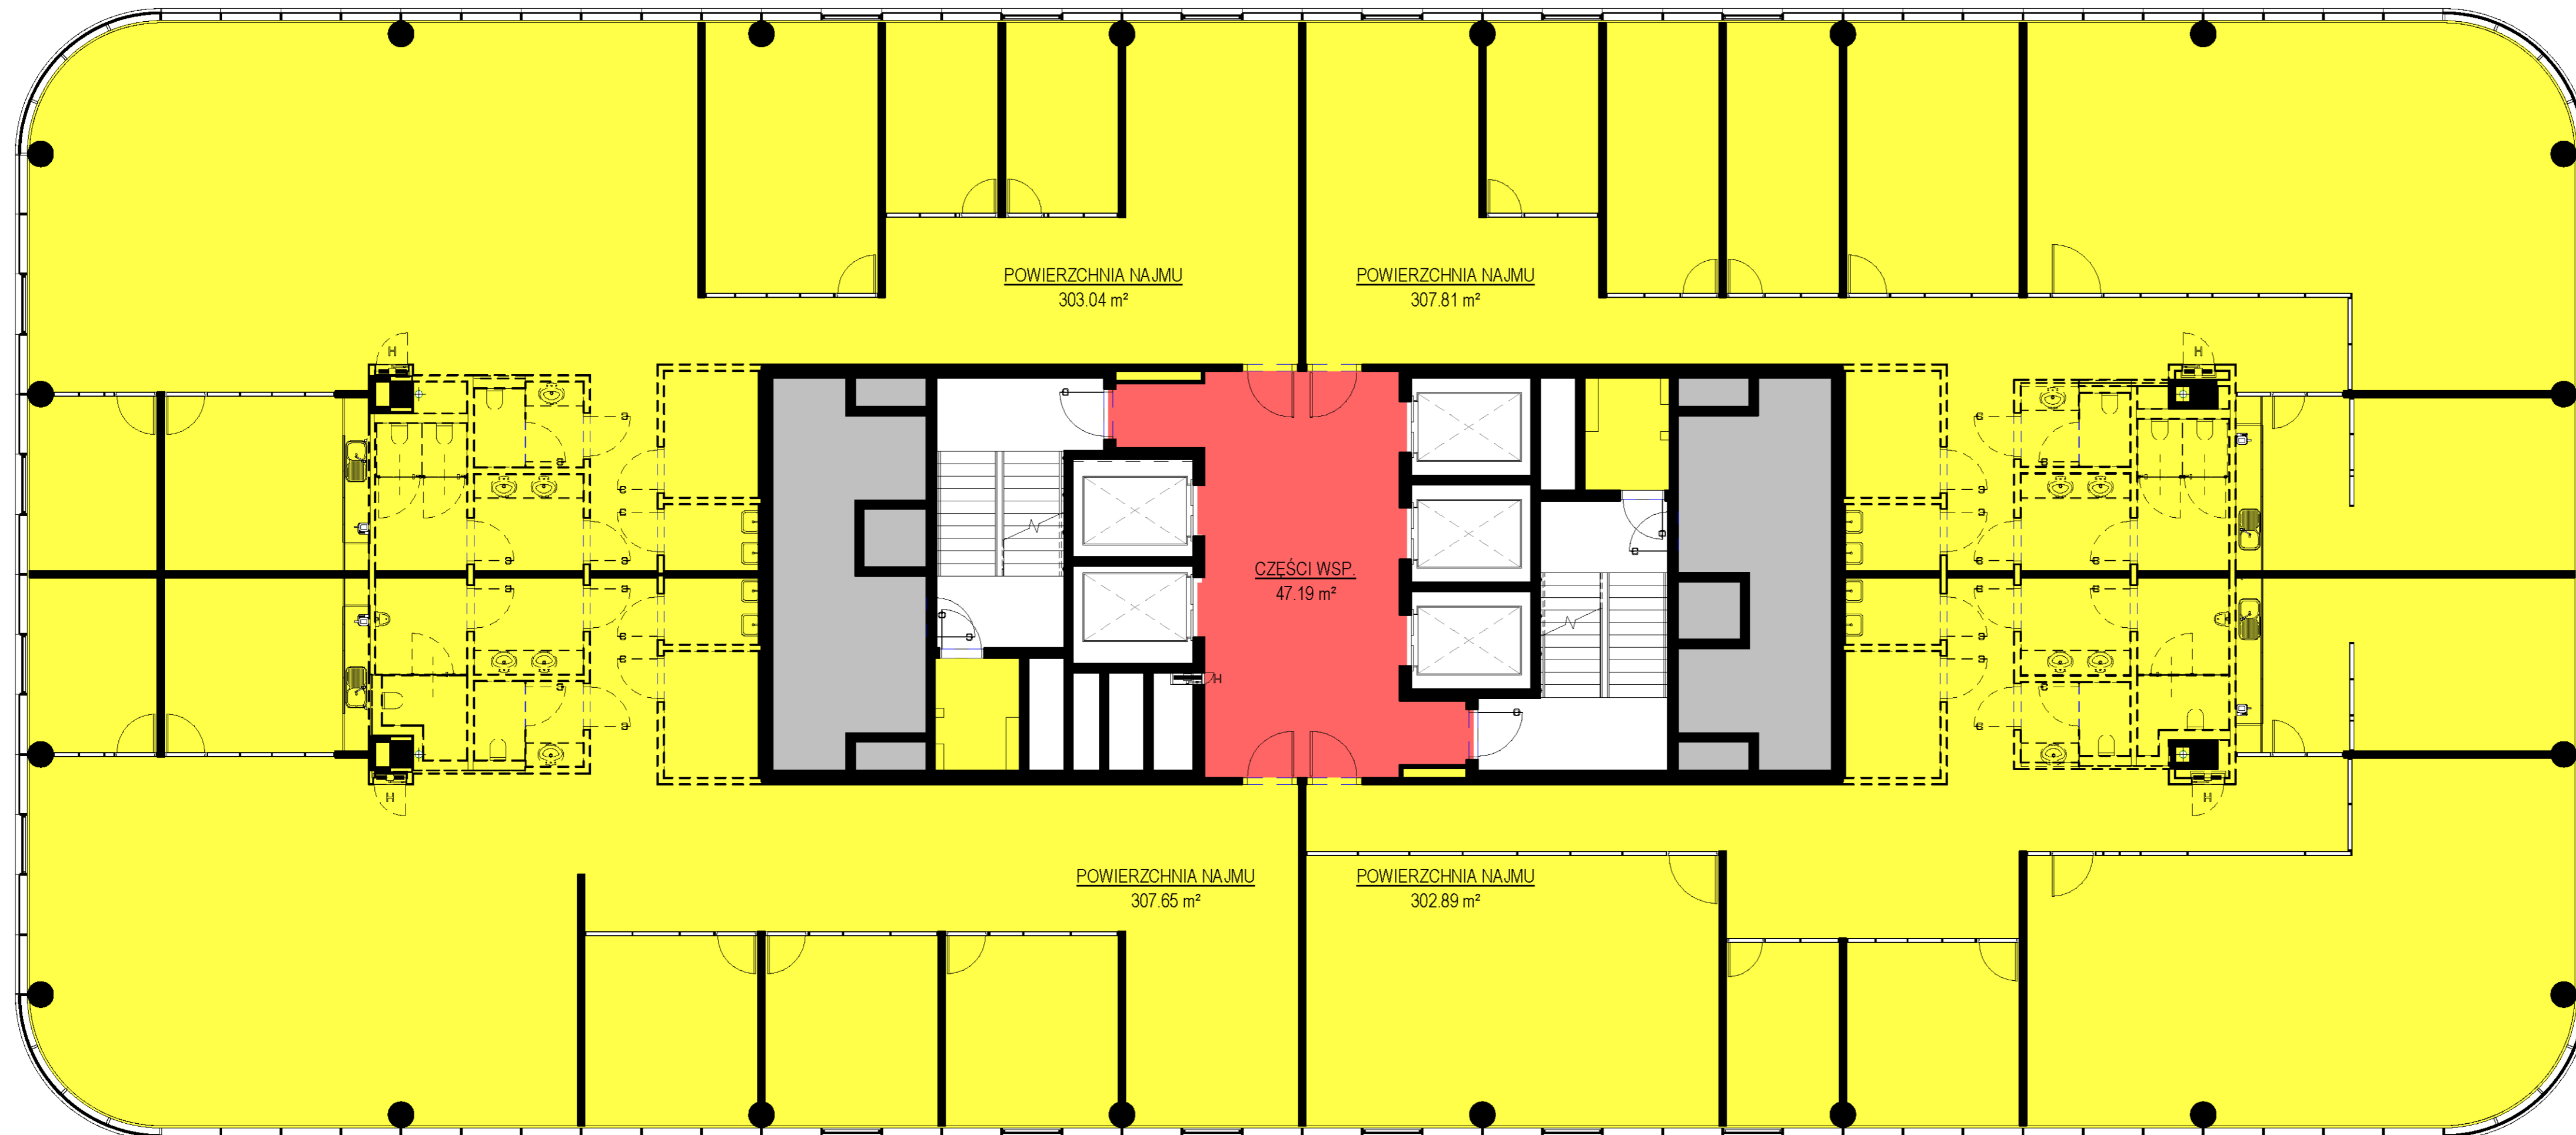 POWIERZCHNIA NAJMU
303.04 m²
POWIERZCHNIA NAJMU
307.81 m²
H
H
CZĘŚCI WSP.
47.19 m²
H
H
H
POWIERZCHNIA NAJMU
307.65 m²
POWIERZCHNIA NAJMU
302.89 m²